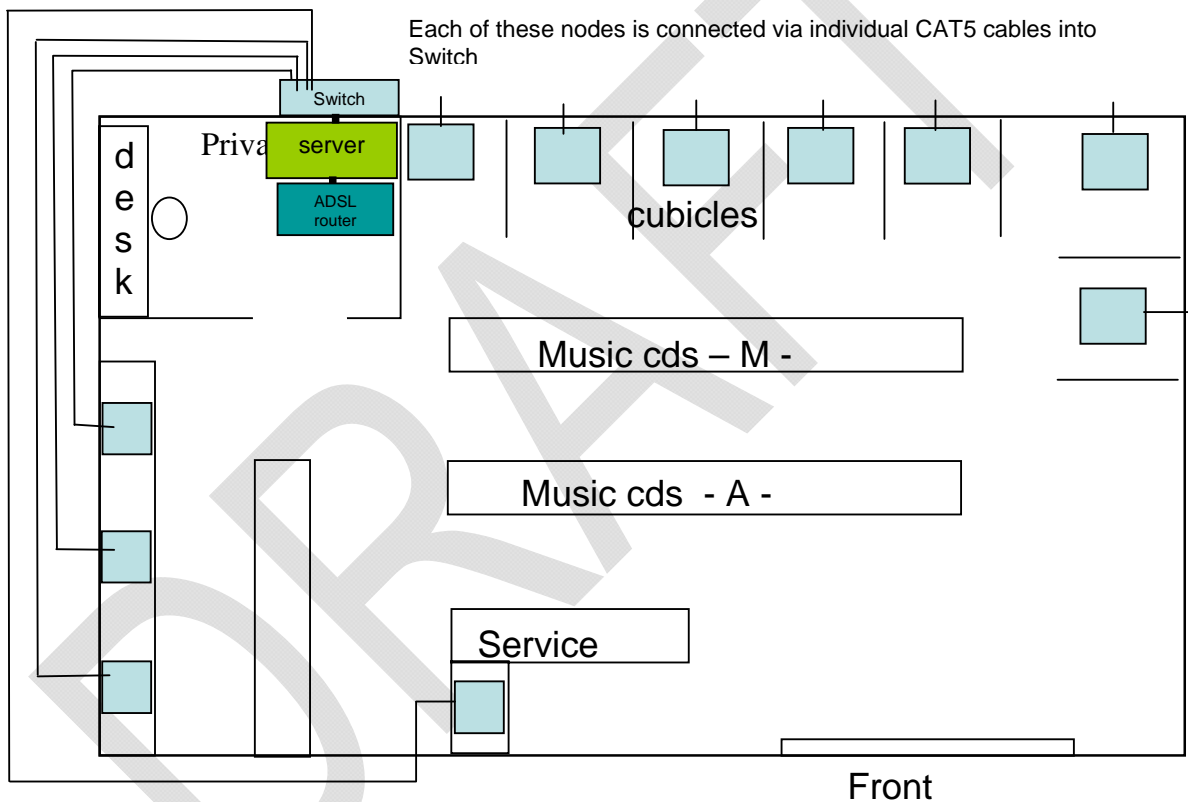 Each of these nodes is connected via individual CAT5 cables into
Switch
Switch
server
ADSL
router
desk
cubicles
Music cds – M -
Music cds - A -
Service
Front
DRAFT